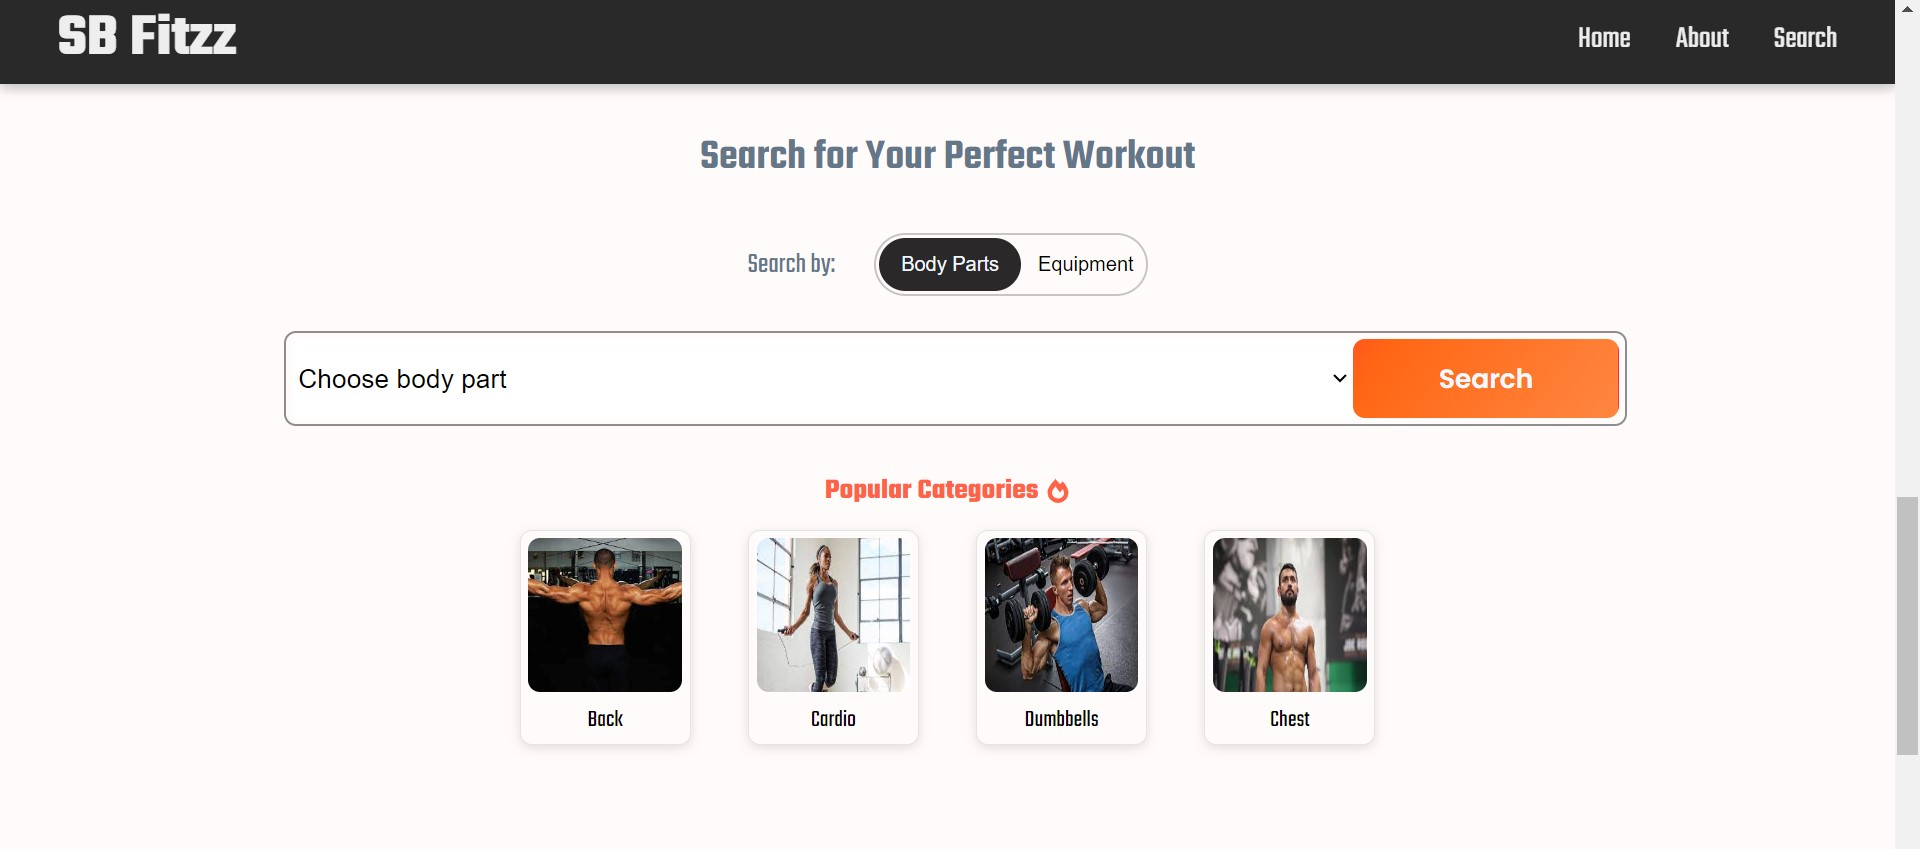 SB Fitzz
Home About Search
Search for Your Perfect Workout
Search by: Body Parts Equipment
Choose body part Search
Popular Categories
Back Cardio Dumbbells Chest